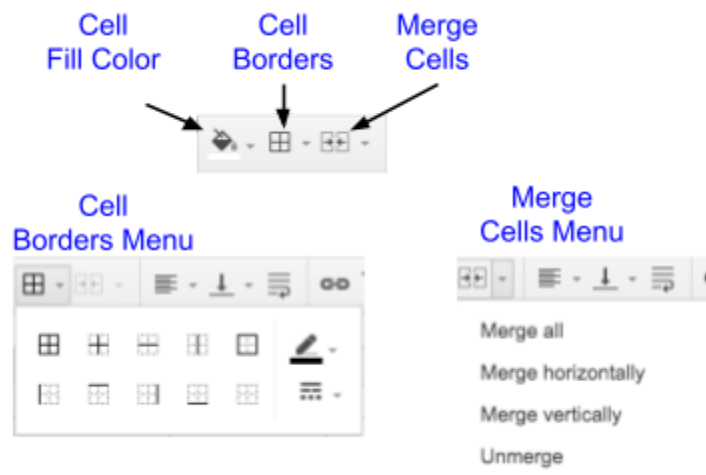 Cell
Fill Color
Cell
Borders
Merge
Cells
Cell
Borders Menu
Merge
Cells Menu
Merge all
Merge horizontally
Merge vertically
Unmerge